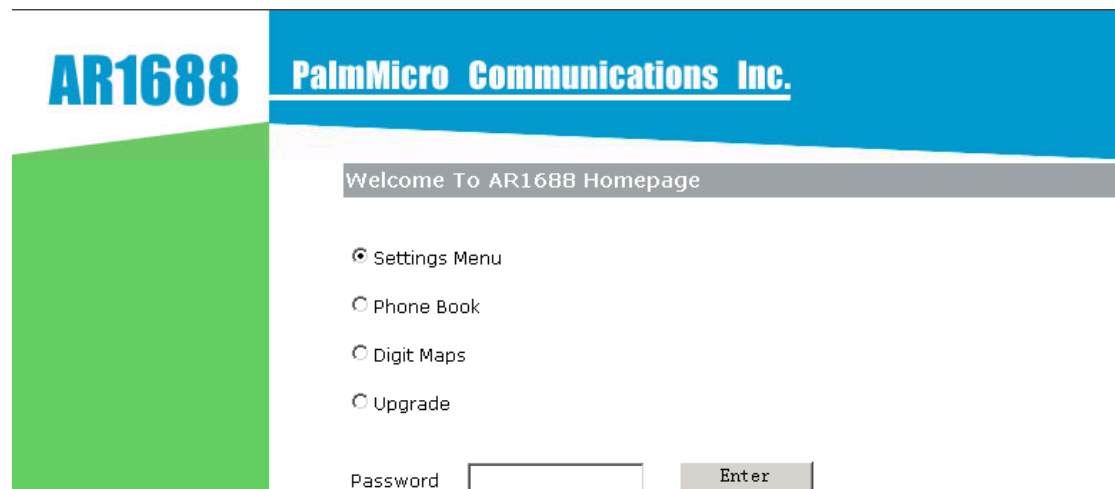 AR1688
PalmMicro Communications Inc.
Welcome To AR1688 Homepage
Settings Menu
Phone Book
Digit Maps
Upgrade
Password Enter